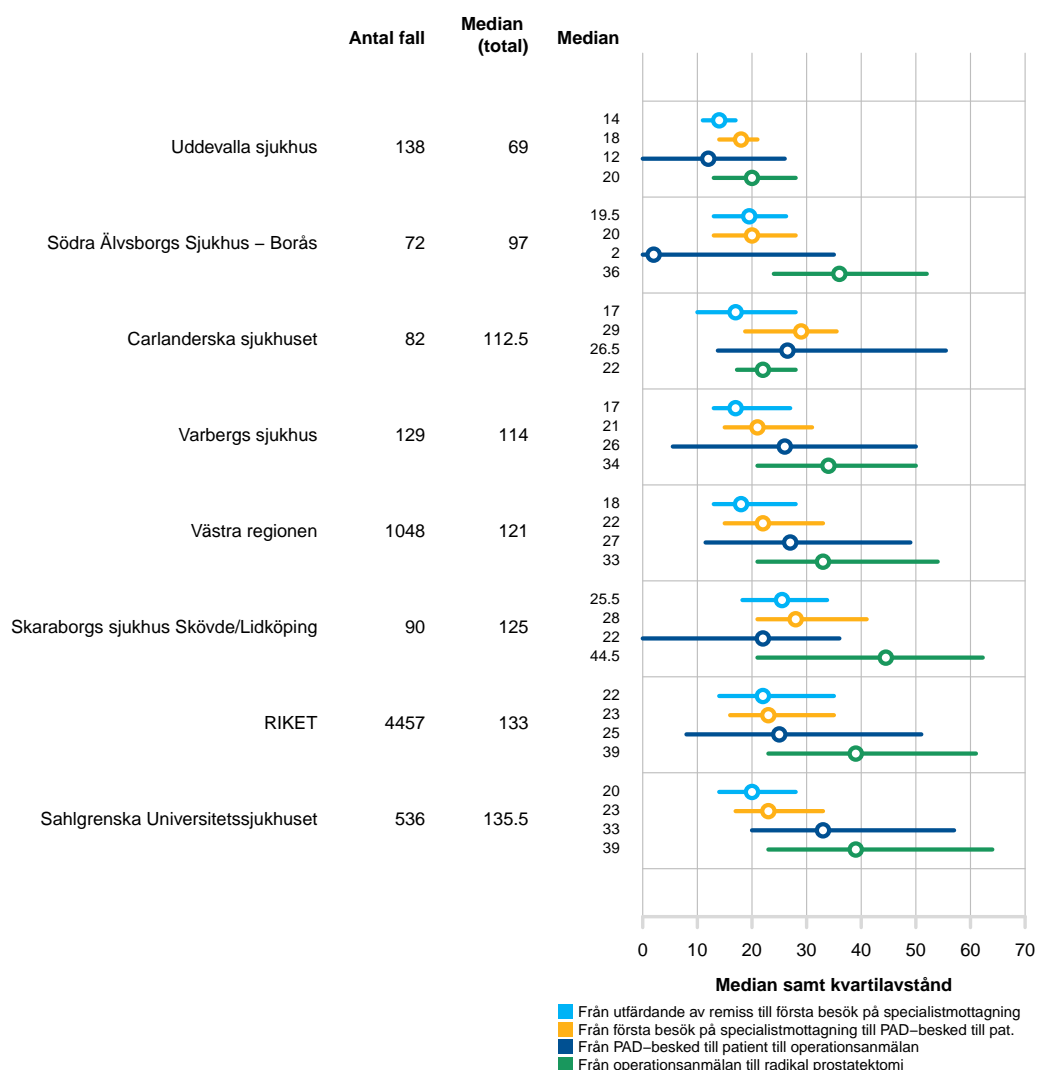 Antal fall
Median
(total)
Median
Uddevalla sjukhus 138 69
14
18
12
20
Södra Älvsborgs Sjukhus − Borås 72 97
19.5
20
2
36
Carlanderska sjukhuset 82 112.5
17
29
26.5
22
Varbergs sjukhus 129 114
17
21
26
34
Västra regionen 1048 121
18
22
27
33
Skaraborgs sjukhus Skövde/Lidköping 90 125
25.5
28
22
44.5
RIKET 4457 133
22
23
25
39
Sahlgrenska Universitetssjukhuset 536 135.5
20
23
33
39
0 10 20 30 40 50 60 70
Median samt kvartilavstånd
Från utfärdande av remiss till första besök på specialistmottagning
Från första besök på specialistmottagning till PAD−besked till pat.
Från PAD−besked till patient till operationsanmälan
Från operationsanmälan till radikal prostatektomi